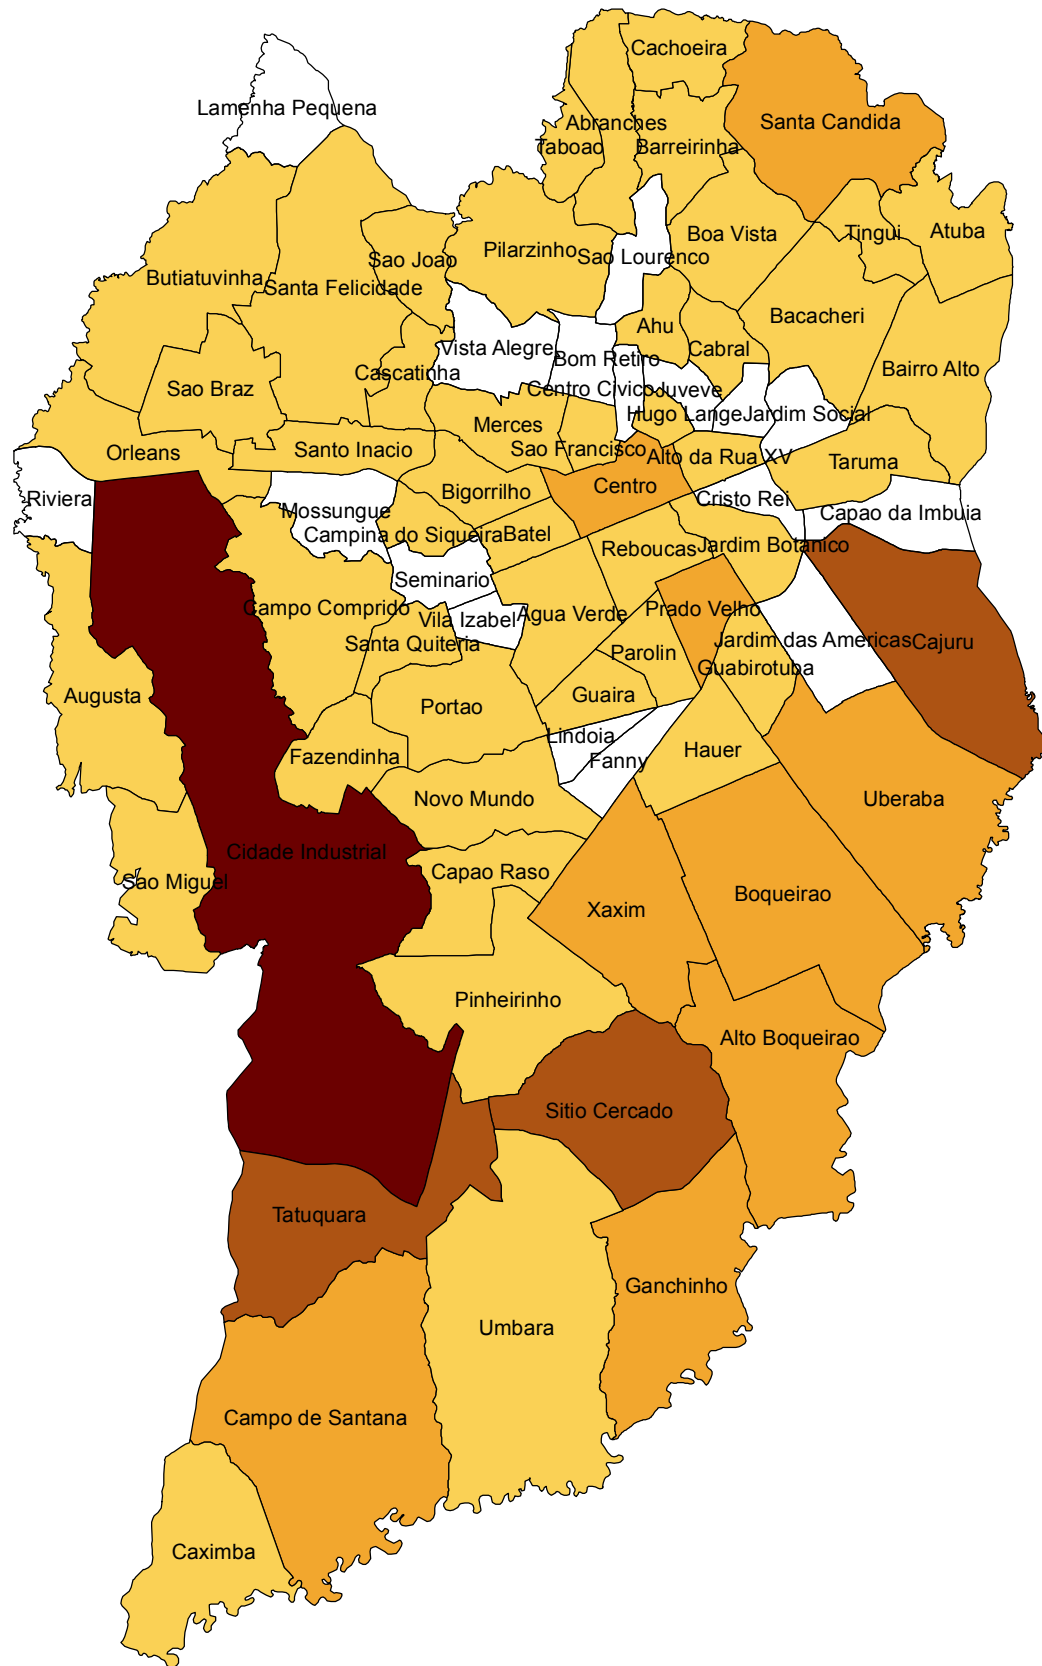 Cachoeira
Lamenha Pequena
Abranches
Santa Candida
Taboao
Barreirinha
Boa Vista
Tingui
Atuba
Pilarzinho
Sao Lourenco
Sao Joao
Butiatuvinha
Santa Felicidade
Bacacheri
Ahu
Vista Alegre
Cabral
Bom Retiro
Bairro Alto
Cascatinha
Sao Braz
Centro Civico
Juveve
Hugo Lange
Jardim Social
Merces
Sao Francisco
Orleans
Santo Inacio
Alto da Rua XV
Taruma
Centro
Bigorrilho
Riviera
Cristo Rei
Mossungue
Capao da Imbuia
Campina do Siqueira
Batel
Reboucas
Jardim Botanico
Seminario
Campo Comprido
Prado Velho
Agua Verde
Vila Izabel
Santa Quiteria
Jardim das Americas
Cajuru
Parolin
Guabirotuba
Augusta
Guaira
Portao
Lindoia
Hauer
Fazendinha
Fanny
Novo Mundo
Uberaba
Cidade Industrial
Capao Raso
Sao Miguel
Boqueirao
Xaxim
Pinheirinho
Alto Boqueirao
Sitio Cercado
Tatuquara
Ganchinho
Umbara
Campo de Santana
Caximba